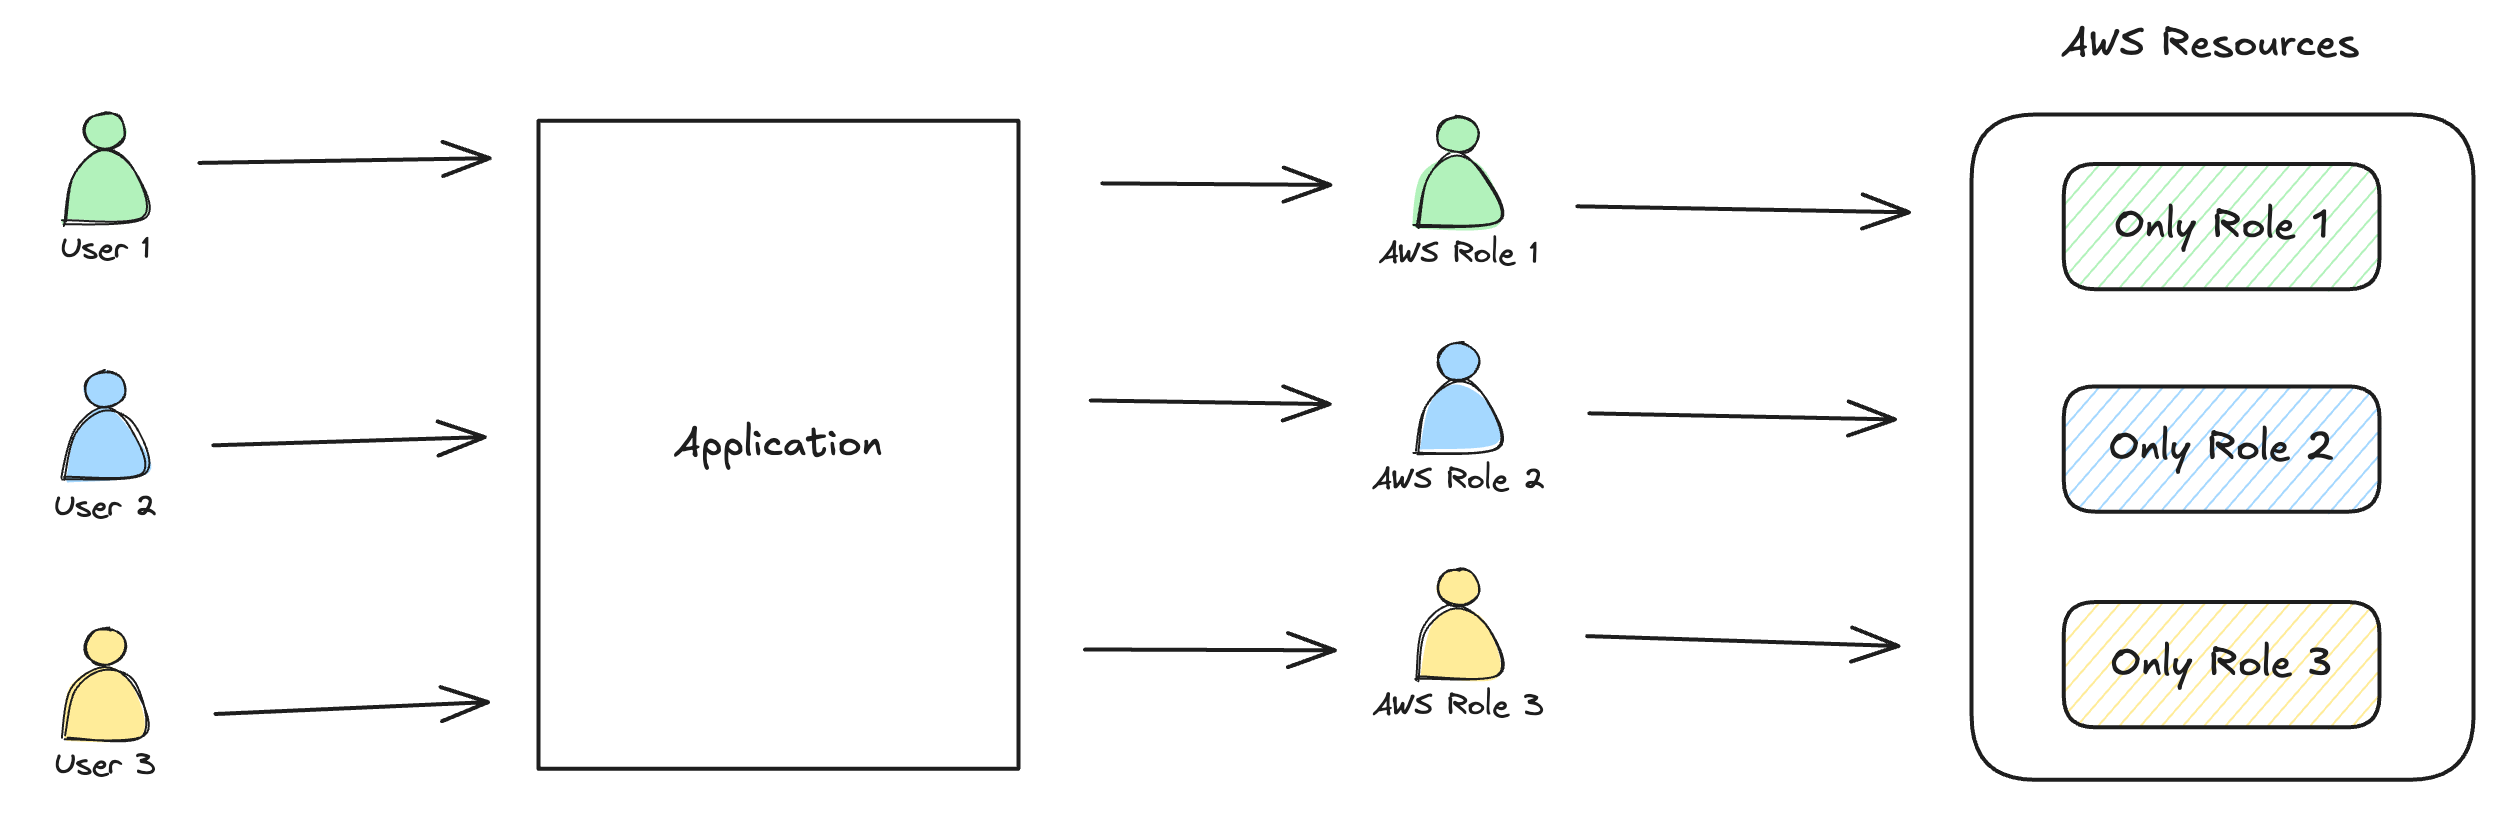 AWS Resources
User 1
AWS Role 1
Only Role 1
User 2
Application
AWS Role 2
Only Role 2
User 3
AWS Role 3
Only Role 3